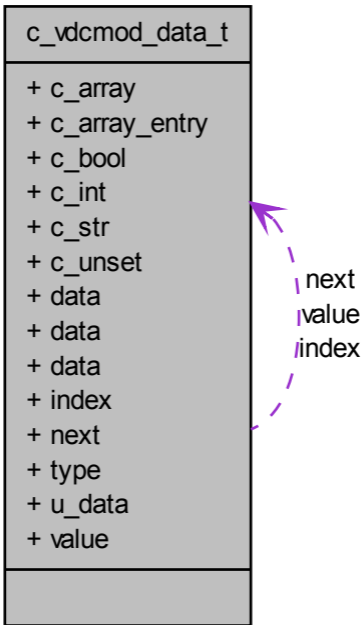 c_vdcmod_data_t
+ c_array
+ c_array_entry
+ c_bool
+ c_int
+ c_str
+ c_unset
+ data
+ data
+ data
+ index
+ next
+ type
+ u_data
+ value
next
value
index